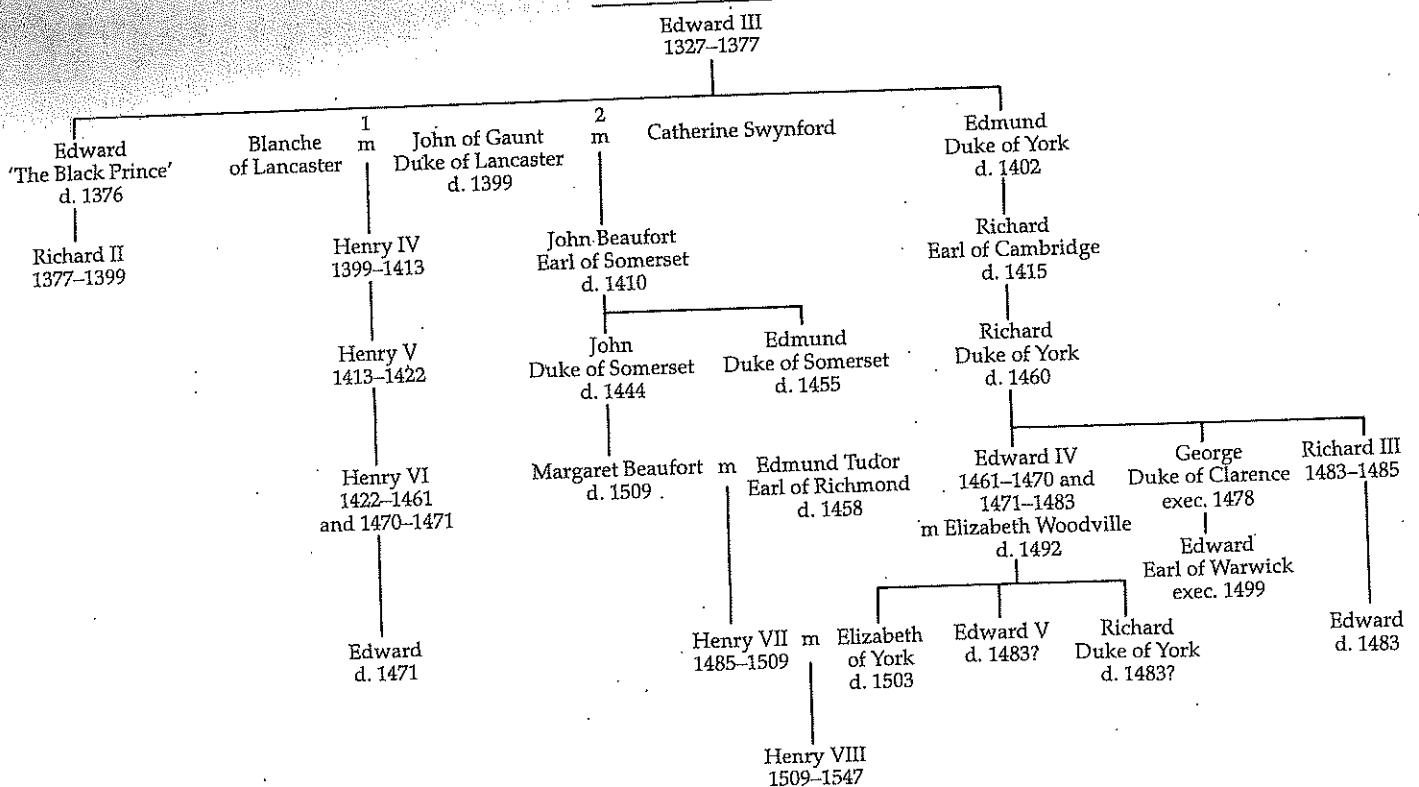 Edward III
1327–1377
Edward
'The Black Prince'
d. 1376
Blanche
of Lancaster
1
m
John of Gaunt
Duke of Lancaster
d. 1399
2
m
Catherine Swynford
Edmund
Duke of York
d. 1402
Richard II
1377–1399
Henry IV
1399–1413
John Beaufort
Earl of Somerset
d. 1410
Richard
Earl of Cambridge
d. 1415
Henry V
1413–1422
John
Duke of Somerset
d. 1444
Edmund
Duke of Somerset
d. 1455
Richard
Duke of York
d. 1460
Henry VI
1422–1461
and 1470–1471
Margaret Beaufort
d. 1509
m
Edmund Tudor
Earl of Richmond
d. 1458
Edward IV
1461–1470 and
1471–1483
m Elizabeth Woodville
d. 1492
George
Duke of Clarence
exec. 1478
Richard III
1483–1485
Edward
Earl of Warwick
exec. 1499
Edward
d. 1471
Henry VII
1485–1509
m
Elizabeth
of York
d. 1503
Edward V
d. 1483?
Richard
Duke of York
d. 1483?
Edward
d. 1483
Henry VIII
1509–1547